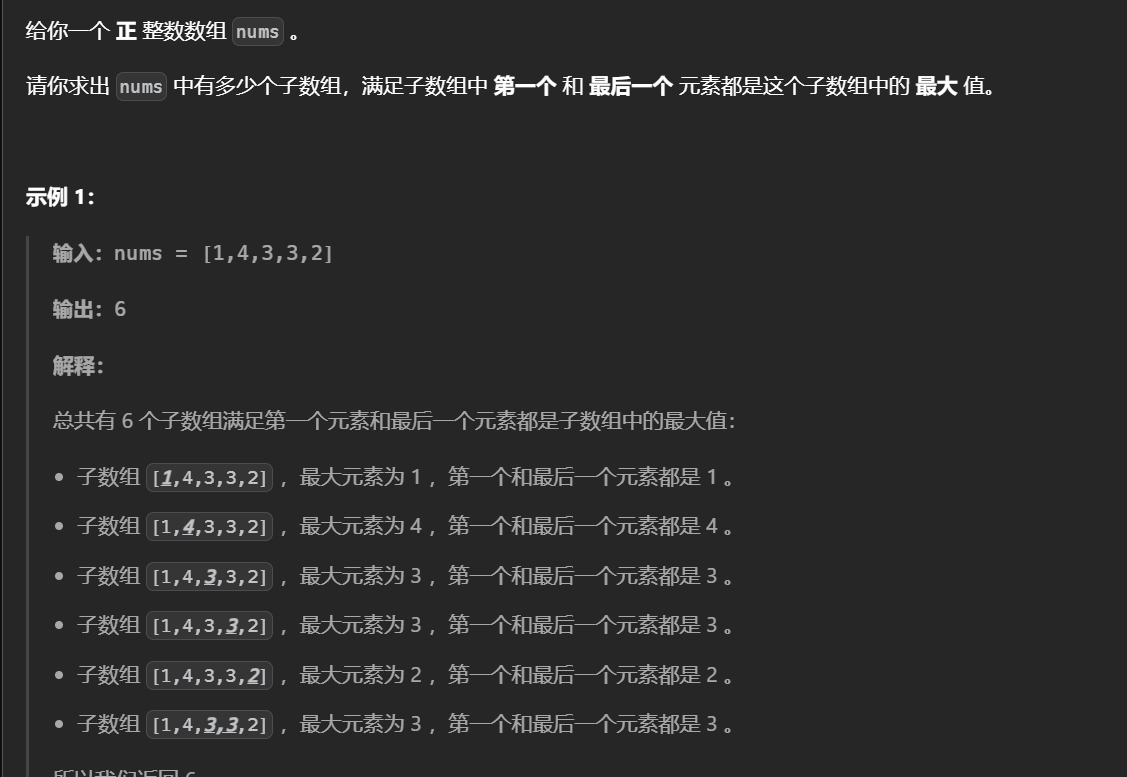 给你一个 正 整数数组 nums 。
请你求出 nums 中有多少个子数组，满足子数组中 第一个 和 最后一个 元素都是这个子数组中的 最大 值。
示例 1：
输入：nums = [1,4,3,3,2]
输出：6
解释：
总共有 6 个子数组满足第一个元素和最后一个元素都是子数组中的最大值：
子数组 [1,4,3,3,2] ，最大元素为 1 ，第一个和最后一个元素都是 1 。
子数组 [1,4,3,3,2] ，最大元素为 4 ，第一个和最后一个元素都是 4 。
子数组 [1,4,3,3,2] ，最大元素为 3 ，第一个和最后一个元素都是 3 。
子数组 [1,4,3,3,2] ，最大元素为 3 ，第一个和最后一个元素都是 3 。
子数组 [1,4,3,3,2] ，最大元素为 2 ，第一个和最后一个元素都是 2 。
子数组 [1,4,3,3,2] ，最大元素为 3 ，第一个和最后一个元素都是 3 。
所以我们返回 6